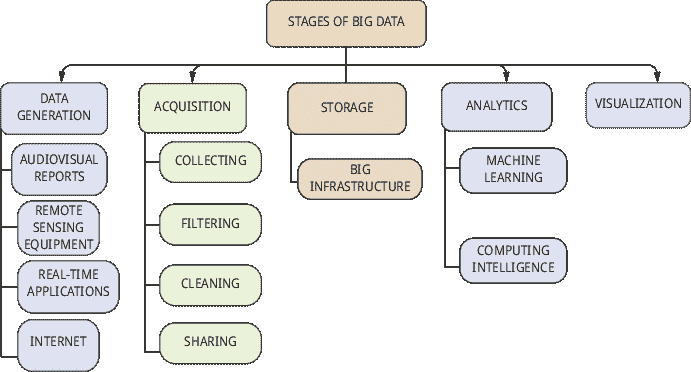 STAGES OF BIG DATA
DATA
GENERATION
ACQUISITION
STORAGE
ANALYTICS
VISUALIZATION
AUDIOVISUAL
REPORTS
REMOTE
SENSING
EQUIPMENT
REAL-TIME
APPLICATIONS
INTERNET
COLLECTING
FILTERING
CLEANING
SHARING
BIG
INFRASTRUCTURE
MACHINE
LEARNING
COMPUTING
INTELLIGENCE